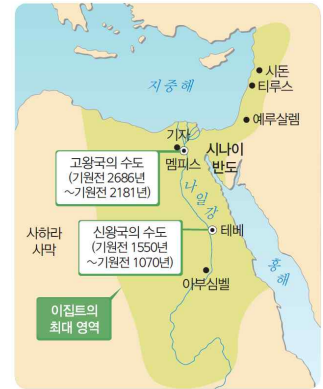 시돈
티루스
지중해
예루살렘
기자
시나이
반도
멤피스
고왕국의 수도
(기원전 2686년
~기원전 2181년)
나일강
사하라
사막
신왕국의 수도
(기원전 1550년
~기원전 1070년)
테베
홍해
아부심벨
이집트의
최대 영역